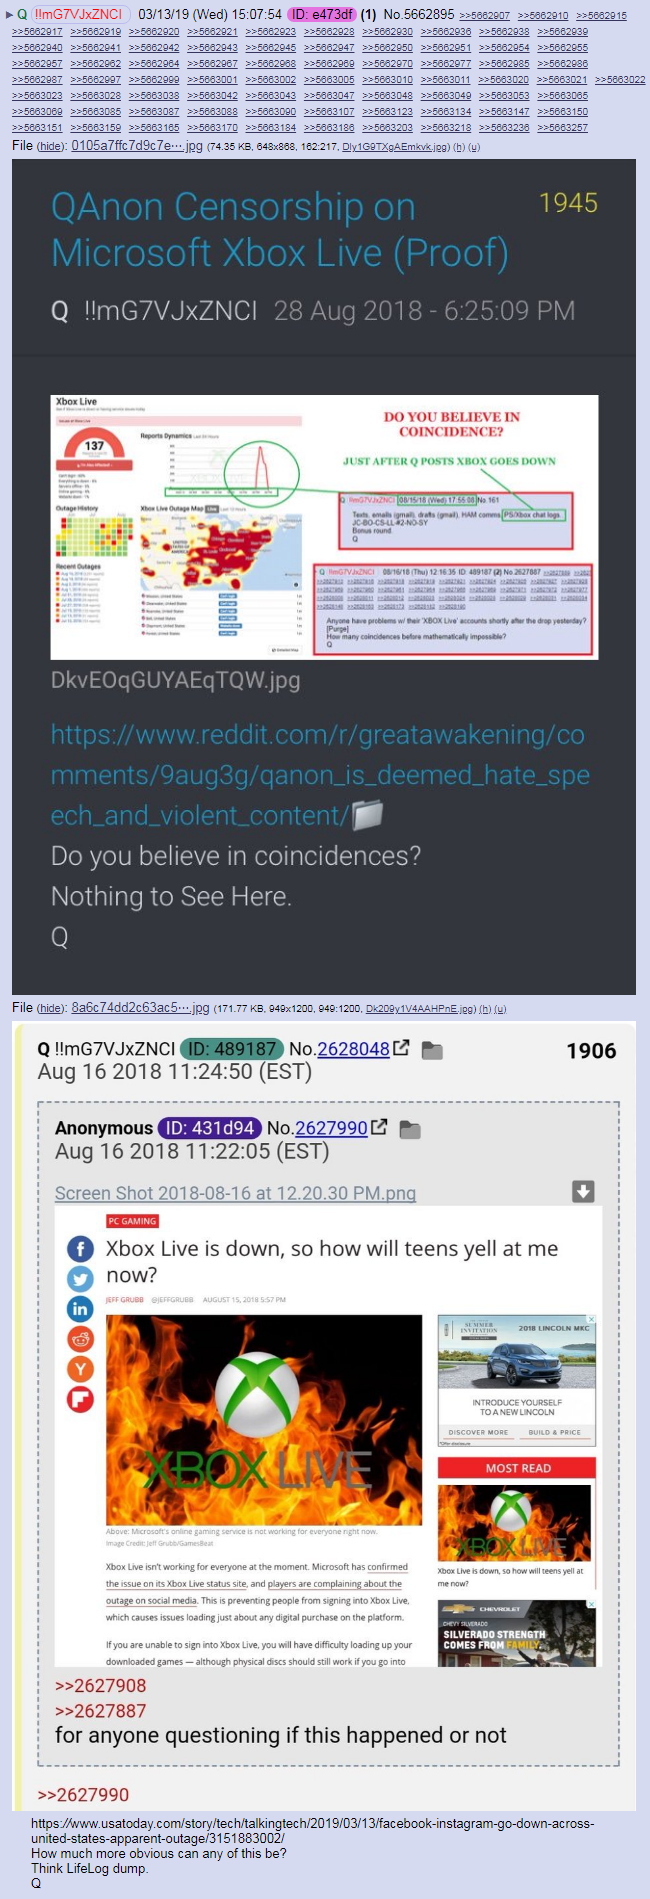 ▶ Q !!mG7VJxZNCI 03/13/19 (Wed) 15:07:54 ID: e473df (1) No.5662895 >>5662907 >>5662910 >>5662915
>>5662917 >>5662919 >>5662920 >>5662921 >>5662923 >>5662928 >>5662930 >>5662936 >>5662938 >>5662939
>>5662940 >>5662941 >>5662942 >>5662943 >>5662945 >>5662947 >>5662950 >>5662951 >>5662954 >>5662955
>>5662957 >>5662962 >>5662964 >>5662967 >>5662968 >>5662969 >>5662970 >>5662977 >>5662985 >>5662986
>>5662987 >>5662997 >>5662999 >>5663001 >>5663002 >>5663005 >>5663010 >>5663011 >>5663020 >>5663021 >>5663022
>>5663023 >>5663028 >>5663038 >>5663042 >>5663043 >>5663047 >>5663048 >>5663049 >>5663053 >>5663065
>>5663069 >>5663085 >>5663087 >>5663088 >>5663090 >>5663107 >>5663123 >>5663134 >>5663147 >>5663150
>>5663151 >>5663159 >>5663165 >>5663170 >>5663184 >>5663186 >>5663203 >>5663218 >>5663236 >>5663257
File (hide): 0105a7ffc7d9c7e⋯.jpg (74.35 KB, 648x868, 162:217, Dly1G9TXgAEmkvk.jpg) (h) (u)
QAnon Censorship on
Microsoft Xbox Live (Proof)
1945
Q !!mG7VJxZNCI 28 Aug 2018 - 6:25:09 PM
Xbox Live
137
Reports Dynamics
Outage History
Xbox Live Outage Map
Recent Outages
DO YOU BELIEVE IN
COINCIDENCE?
JUST AFTER Q POSTS XBOX GOES DOWN
Q !!mG7VJxZNCI 08/15/18 (Wed) 17:55:08 No.161
Texts, emails (gmail), drafts (gmail). HAM comms, PS/Xbox chat logs.
JC-BO-CS-LL-#2-NO-SY
Bonus round.
Q
Q !!mG7VJxZNCI 08/16/18 (Thu) 12:16:35 ID: 489187 (2) No.2627887
Anyone have problems w/ their 'XBOX Live' accounts shortly after the drop yesterday?
[Purge]
How many coincidences before mathematically impossible?
Q
DkvEOqGUYAEqTQW.jpg
https://www.reddit.com/r/greatawakening/co
mments/9aug3g/qanon_is_deemed_hate_spe
ech_and_violent_content/
Do you believe in coincidences?
Nothing to See Here.
Q
File (hide): 8a6c74dd2c63ac5⋯.jpg (171.77 KB, 949x1200, 949:1200, Dk209y1V4AAHPnE.jpg) (h) (u)
Q !!mG7VJxZNCI ID: 489187 No.2628048
1906
Aug 16 2018 11:24:50 (EST)
Anonymous ID: 431d94 No.2627990
Aug 16 2018 11:22:05 (EST)
Screen Shot 2018-08-16 at 12.20.30 PM.png
PC GAMING
Xbox Live is down, so how will teens yell at me
now?
JEFF GRUBB @JEFFGRUBB AUGUST 15, 2018 5:57 PM
XBOX LIVE
Above: Microsoft's online gaming service is not working for everyone right now.
Image Credit: Jeff Grubb/GamesBeat
Xbox Live isn't working for everyone at the moment. Microsoft has confirmed
the issue on its Xbox Live status site, and players are complaining about the
outage on social media. This is preventing people from signing into Xbox Live,
which causes issues loading just about any digital purchase on the platform.
If you are unable to sign into Xbox Live, you will have difficulty loading up your
downloaded games — although physical discs should still work if you go into
SUMMER
INVITATION
2018 LINCOLN MKC
INTRODUCE YOURSELF
TO A NEW LINCOLN
DISCOVER MORE BUILD & PRICE
MOST READ
XBOX LIVE
Xbox Live is down, so how will teens yell at
me now?
CHEVROLET
CHEVY SILVERADO
SILVERADO STRENGTH
COMES FROM FAMILY.
>>2627908
>>2627887
for anyone questioning if this happened or not
>>2627990
https://www.usatoday.com/story/tech/talkingtech/2019/03/13/facebook-instagram-go-down-across-
united-states-apparent-outage/3151883002/
How much more obvious can any of this be?
Think LifeLog dump.
Q